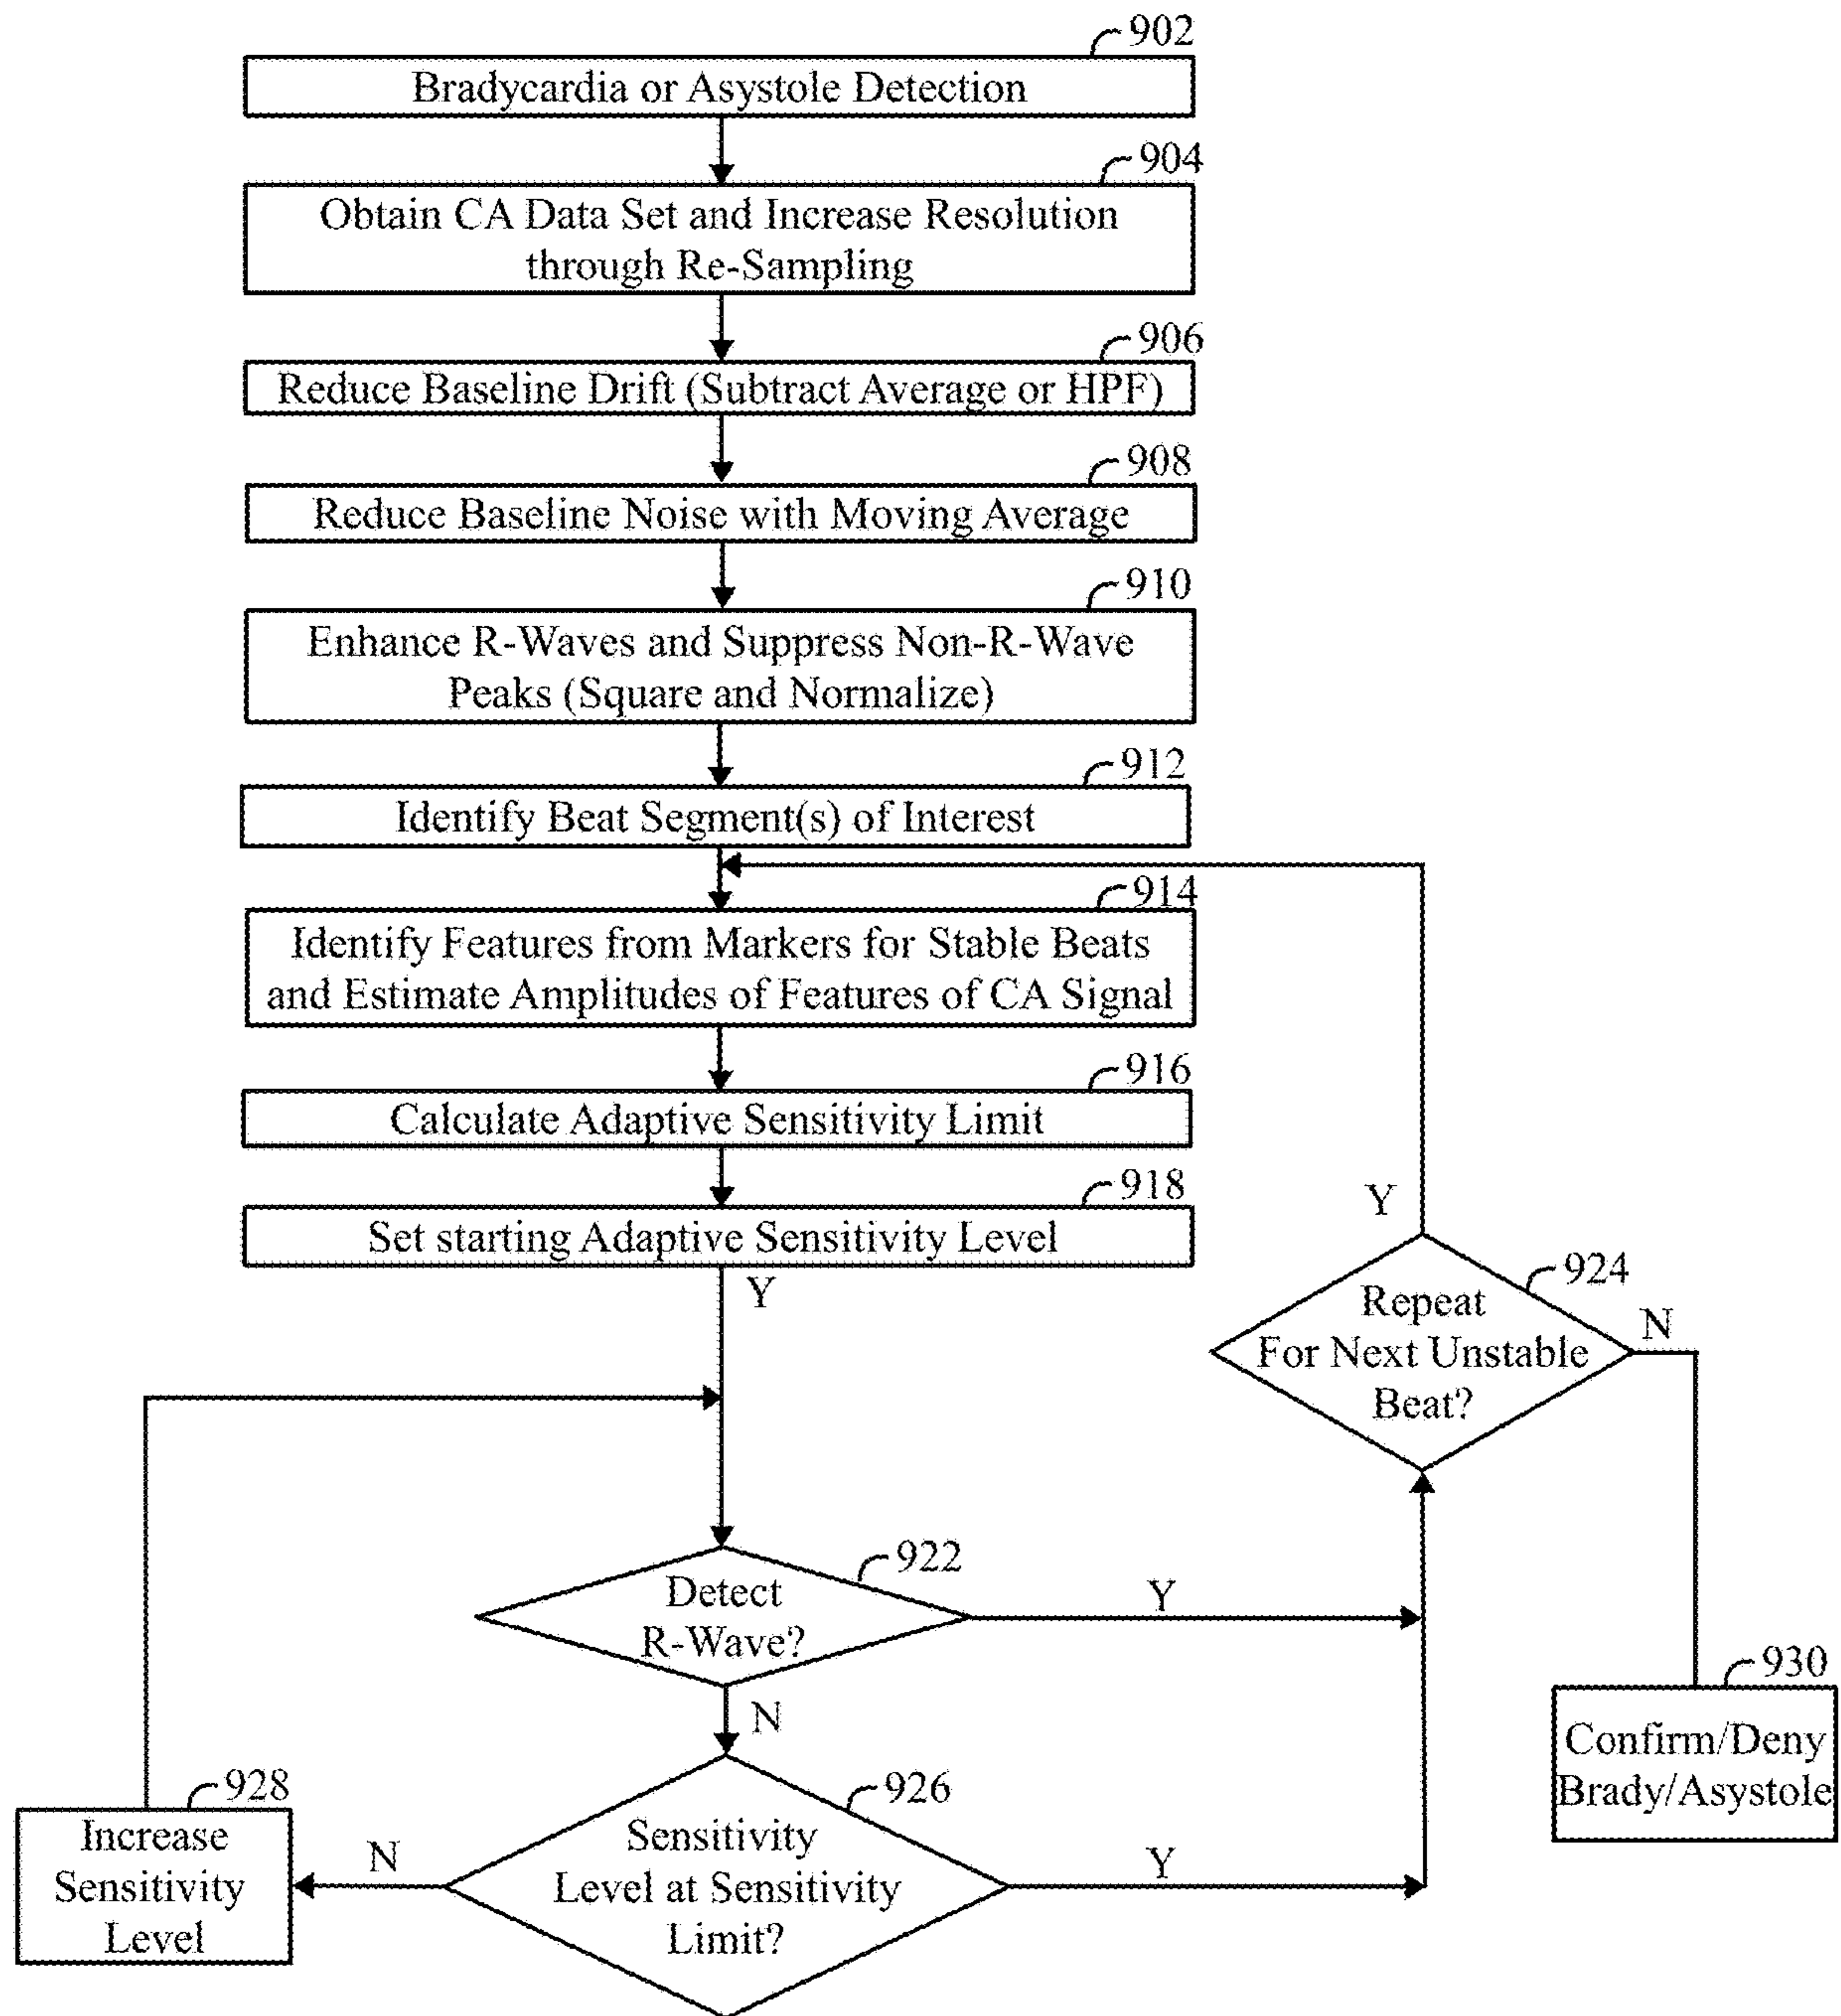 902
Bradycardia or Asystole Detection
904
Obtain CA Data Set and Increase Resolution
through Re-Sampling
906
Reduce Baseline Drift (Subtract Average or HPF)
908
Reduce Baseline Noise with Moving Average
910
Enhance R-Waves and Suppress Non-R-Wave
Peaks (Square and Normalize)
912
Identify Beat Segment(s) of Interest
914
Identify Features from Markers for Stable Beats
and Estimate Amplitudes of Features of CA Signal
916
Calculate Adaptive Sensitivity Limit
918
Set starting Adaptive Sensitivity Level
Y
Y
924
Repeat
For Next Unstable
Beat?
N
922
Detect
R-Wave?
Y
N
930
Confirm/Deny
Brady/Asystole
926
Sensitivity
Level at Sensitivity
Limit?
Y
N
928
Increase
Sensitivity
Level